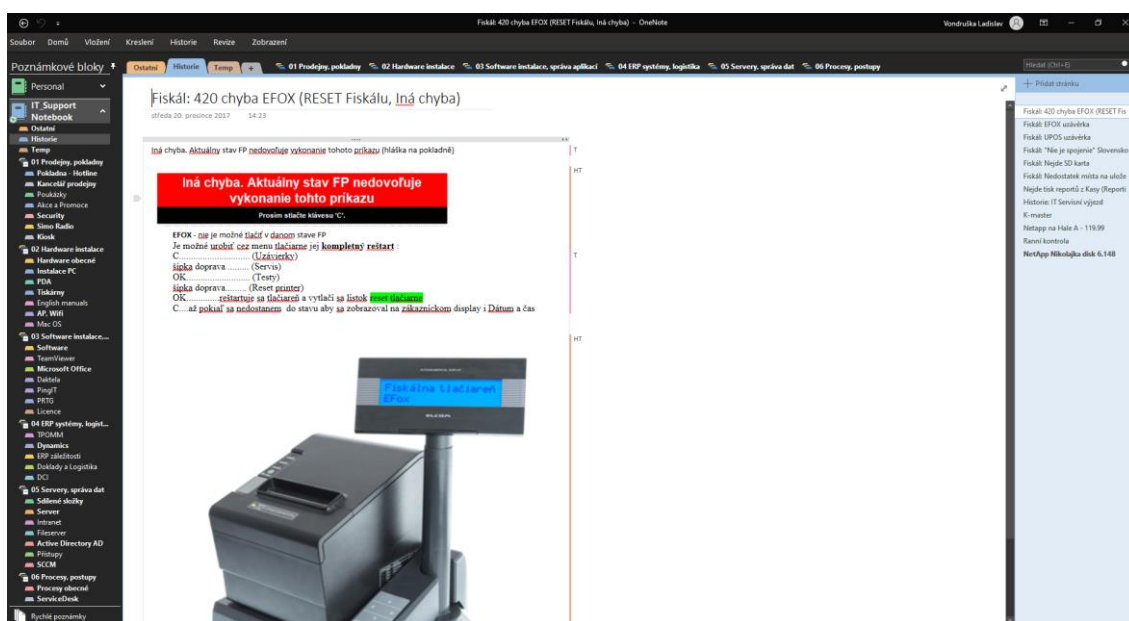 Fiskál: 420 chyba EFOX (RESET Fiskálu, Iná chyba) - OneNote
Vondruška Ladislav
Soubor Domů Vložení Kreslení Historie Revize Zobrazení
Poznámkové bloky
Ostatní Historie Temp + 01 Prodejny, pokladny 02 Hardware instalace 03 Software instalace, správa aplikací 04 ERP systémy, logistika 05 Servery, správa dat 06 Procesy, postupy
Hledat (Ctrl+E)
Personal
IT_Support
Notebook
Ostatní
Historie
Temp
01 Prodejny, pokladny
Pokladna - Hotline
Kancelář prodejny
Poukázky
Akce a Promoce
Security
Simo Radio
Kiosk
02 Hardware instalace
Hardware obecné
Instalace PC
PDA
Tiskárny
English manuals
AP, Wifi
Mac OS
03 Software instalace,...
Software
TeamViewer
Microsoft Office
Daktela
PingIT
PRTG
Licence
04 ERP systémy, logist...
TPOMM
Dynamics
ERP záležitosti
Doklady a Logistika
DCI
05 Servery, správa dat
Sdílené složky
Server
Intranet
Fileserver
Active Directory AD
Přístupy
SCCM
06 Procesy, postupy
Procesy obecné
ServiceDesk
Rychlé poznámky
Fiskál: 420 chyba EFOX (RESET Fiskálu, Iná chyba)
středa 20. prosince 2017 14:23
Iná chyba. Aktuálny stav FP nedovoľuje vykonanie tohoto príkazu (hláška na pokladně)
T
HT
Iná chyba. Aktuálny stav FP nedovoľuje
vykonanie tohto príkazu
Prosím stlačte klávesu 'C'.
EFOX - nie je možné tlačiť v danom stave FP
Je možné urobiť cez menu tlačiarne jej kompletný reštart :
C.................... (Uzávierky)
šípka doprava ......... (Servis)
OK.................... (Testy)
T
šípka doprava........ (Reset printer)
OK.............reštartuje sa tlačiareň a vytlačí sa lístok reset tlačiarne
C....až pokiaľ sa nedostanem do stavu aby sa zobrazoval na zákazníckom display i Dátum a čas
HT
Fiskálna tlačiareň
EFox
Přidat stránku
Fiskál: 420 chyba EFOX (RESET Fis
Fiskál: EFOX uzávěrka
Fiskál: UPOS uzávěrka
Fiskál: "Nie je spojenie" Slovensko
Fiskál: Nejde SD karta
Fiskál: Nedostatek místa na ulože
Nejde tisk reportů z Kasy (Reporti
Historie: IT Servisní výjezd
K-master
Netapp na Hale A - 119.99
Ranní kontrola
NetApp Nikolajka disk 6.148